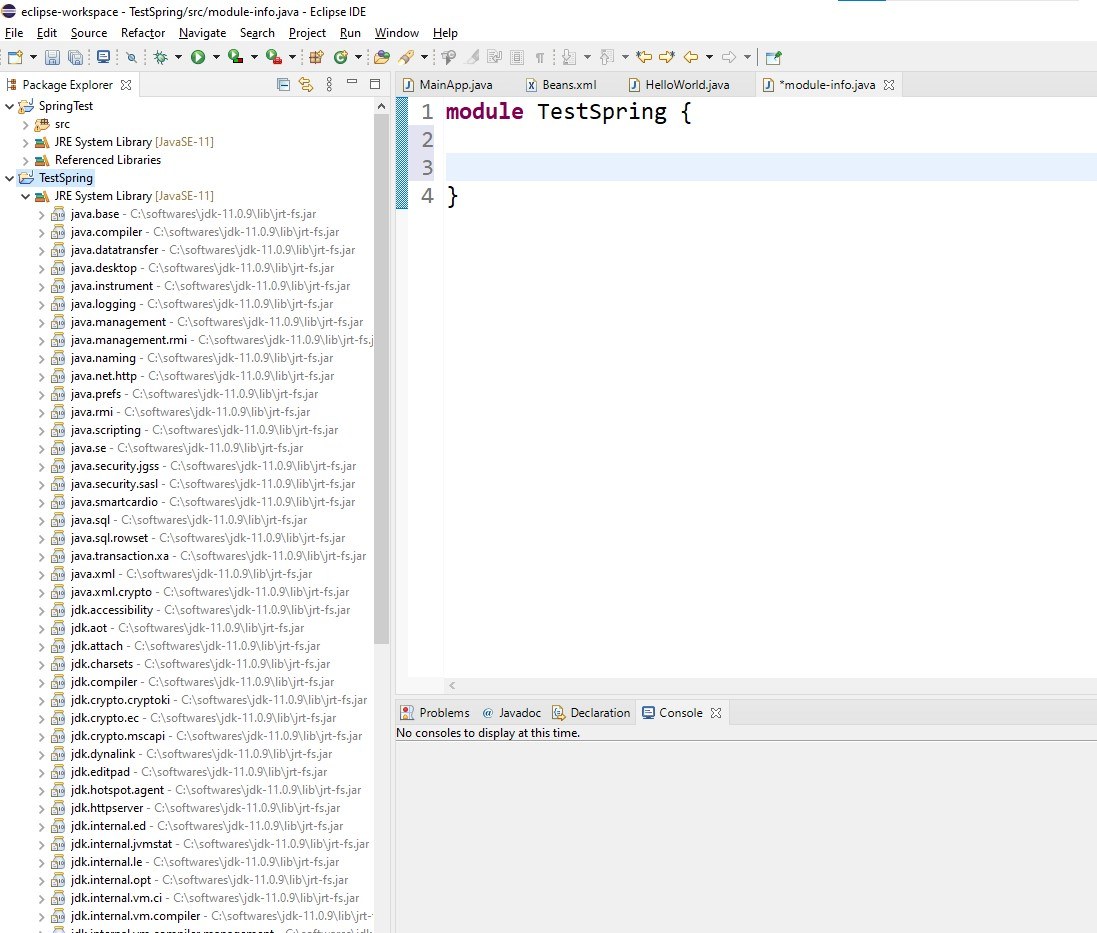 eclipse-workspace - TestSpring/src/module-info.java - Eclipse IDE
File Edit Source Refactor Navigate Search Project Run Window Help
Package Explorer
SpringTest
src
JRE System Library [JavaSE-11]
Referenced Libraries
TestSpring
JRE System Library [JavaSE-11]
java.base - C:\softwares\jdk-11.0.9\lib\jrt-fs.jar
java.compiler - C:\softwares\jdk-11.0.9\lib\jrt-fs.jar
java.datatransfer - C:\softwares\jdk-11.0.9\lib\jrt-fs.jar
java.desktop - C:\softwares\jdk-11.0.9\lib\jrt-fs.jar
java.instrument - C:\softwares\jdk-11.0.9\lib\jrt-fs.jar
java.logging - C:\softwares\jdk-11.0.9\lib\jrt-fs.jar
java.management - C:\softwares\jdk-11.0.9\lib\jrt-fs.jar
java.management.rmi - C:\softwares\jdk-11.0.9\lib\jrt-fs.j
java.naming - C:\softwares\jdk-11.0.9\lib\jrt-fs.jar
java.net.http - C:\softwares\jdk-11.0.9\lib\jrt-fs.jar
java.prefs - C:\softwares\jdk-11.0.9\lib\jrt-fs.jar
java.rmi - C:\softwares\jdk-11.0.9\lib\jrt-fs.jar
java.scripting - C:\softwares\jdk-11.0.9\lib\jrt-fs.jar
java.se - C:\softwares\jdk-11.0.9\lib\jrt-fs.jar
java.security.jgss - C:\softwares\jdk-11.0.9\lib\jrt-fs.jar
java.security.sasl - C:\softwares\jdk-11.0.9\lib\jrt-fs.jar
java.smartcardio - C:\softwares\jdk-11.0.9\lib\jrt-fs.jar
java.sql - C:\softwares\jdk-11.0.9\lib\jrt-fs.jar
java.sql.rowset - C:\softwares\jdk-11.0.9\lib\jrt-fs.jar
java.transaction.xa - C:\softwares\jdk-11.0.9\lib\jrt-fs.jar
java.xml - C:\softwares\jdk-11.0.9\lib\jrt-fs.jar
java.xml.crypto - C:\softwares\jdk-11.0.9\lib\jrt-fs.jar
jdk.accessibility - C:\softwares\jdk-11.0.9\lib\jrt-fs.jar
jdk.aot - C:\softwares\jdk-11.0.9\lib\jrt-fs.jar
jdk.attach - C:\softwares\jdk-11.0.9\lib\jrt-fs.jar
jdk.charsets - C:\softwares\jdk-11.0.9\lib\jrt-fs.jar
jdk.compiler - C:\softwares\jdk-11.0.9\lib\jrt-fs.jar
jdk.crypto.cryptoki - C:\softwares\jdk-11.0.9\lib\jrt-fs.jar
jdk.crypto.ec - C:\softwares\jdk-11.0.9\lib\jrt-fs.jar
jdk.crypto.mscapi - C:\softwares\jdk-11.0.9\lib\jrt-fs.jar
jdk.dynalink - C:\softwares\jdk-11.0.9\lib\jrt-fs.jar
jdk.editpad - C:\softwares\jdk-11.0.9\lib\jrt-fs.jar
jdk.hotspot.agent - C:\softwares\jdk-11.0.9\lib\jrt-fs.jar
jdk.httpserver - C:\softwares\jdk-11.0.9\lib\jrt-fs.jar
jdk.internal.ed - C:\softwares\jdk-11.0.9\lib\jrt-fs.jar
jdk.internal.jvmstat - C:\softwares\jdk-11.0.9\lib\jrt-fs.jar
jdk.internal.le - C:\softwares\jdk-11.0.9\lib\jrt-fs.jar
jdk.internal.opt - C:\softwares\jdk-11.0.9\lib\jrt-fs.jar
jdk.internal.vm.ci - C:\softwares\jdk-11.0.9\lib\jrt-fs.jar
jdk.internal.vm.compiler - C:\softwares\jdk-11.0.9\lib\jrt-
jdk.internal.vm.compiler.management - C:\softwares\jdk
MainApp.java Beans.xml HelloWorld.java *module-info.java
1 module TestSpring {
2
3
4 }
Problems Javadoc Declaration Console
No consoles to display at this time.